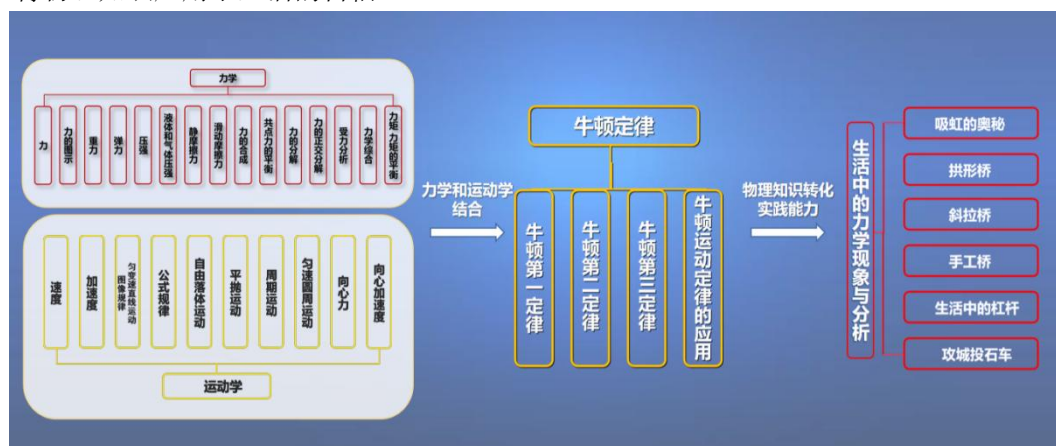 力学
力
力的图示
重力
弹力
压强
液体和气体压强
静摩擦力
滑动摩擦力
力的合成
共点力的平衡
力的分解
力的正交分解
受力分析
力学综合
力矩 力矩的平衡
速度
加速度
匀变速直线运动
图像规律
公式规律
自由落体运动
平抛运动
周期运动
匀速圆周运动
向心力
向心加速度
运动学
力学和运动学
结合
牛顿定律
牛顿第一定律
牛顿第二定律
牛顿第三定律
牛顿运动定律的应用
物理知识转化
实践能力
生活中的力学现象与分析
吸虹的奥秘
拱形桥
斜拉桥
手工桥
生活中的杠杆
攻城投石车